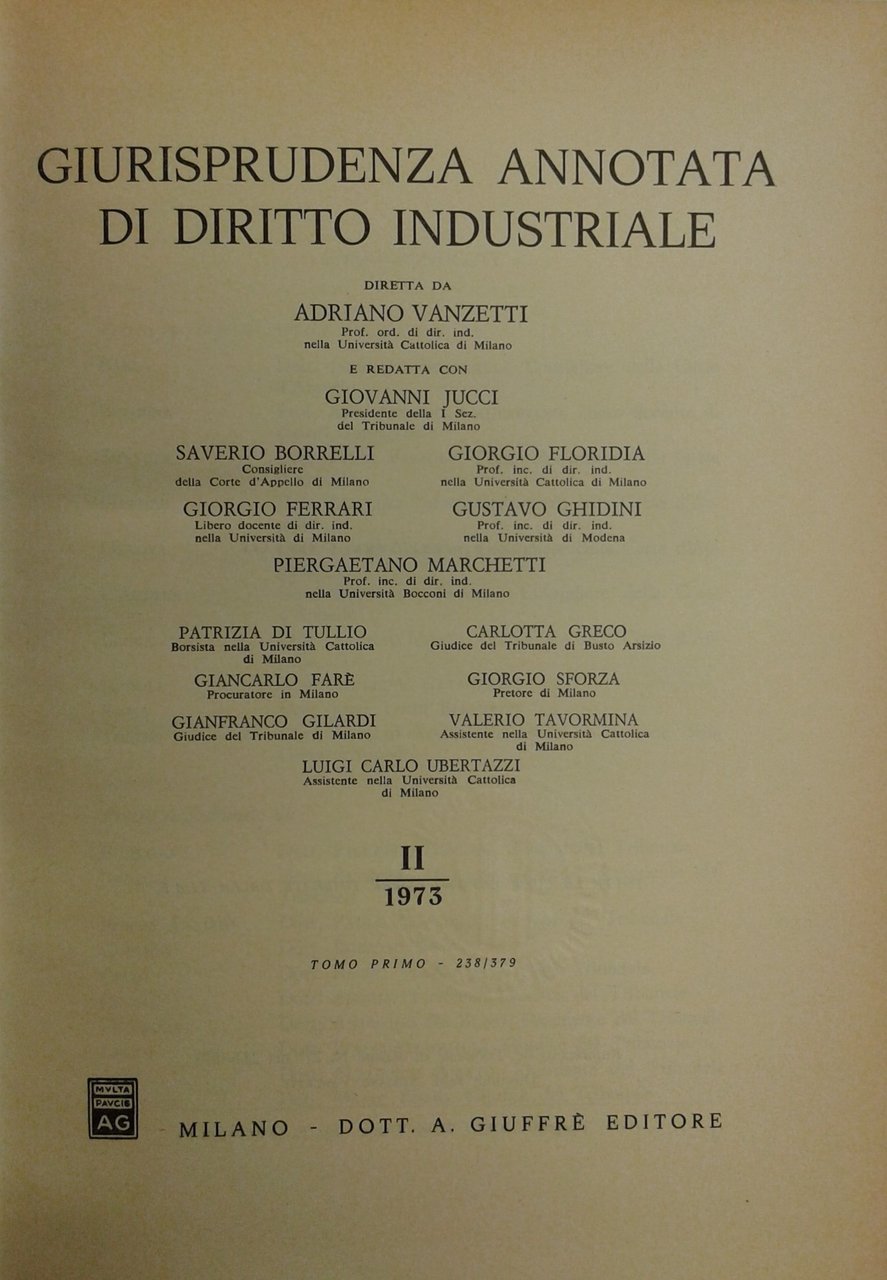 GIURISPRUDENZA ANNOTATA
DI DIRITTO INDUSTRIALE
DIRETTA DA
ADRIANO VANZETTI
Prof. ord. di dir. ind.
nella Università Cattolica di Milano
E REDATTA CON
GIOVANNI JUCCI
Presidente della I Sez.
del Tribunale di Milano
SAVERIO BORRELLI
Consigliere
della Corte d'Appello di Milano
GIORGIO FLORIDIA
Prof. inc. di dir. ind.
nella Università Cattolica di Milano
GIORGIO FERRARI
Libero docente di dir. ind.
nella Università di Milano
GUSTAVO GHIDINI
Prof. inc. di dir. ind.
nella Università di Modena
PIERGAETANO MARCHETTI
Prof. inc. di dir. ind.
nella Università Bocconi di Milano
PATRIZIA DI TULLIO
Borsista nella Università Cattolica
di Milano
CARLOTTA GRECO
Giudice del Tribunale di Busto Arsizio
GIANCARLO FARÈ
Procuratore in Milano
GIORGIO SFORZA
Pretore di Milano
GIANFRANCO GILARDI
Giudice del Tribunale di Milano
VALERIO TAVORMINA
Assistente nella Università Cattolica
di Milano
LUIGI CARLO UBERTAZZI
Assistente nella Università Cattolica
di Milano
II
1973
TOMO PRIMO - 238/379
MVLTA
PAVCIS
AG
MILANO - DOTT. A. GIUFFRÈ EDITORE